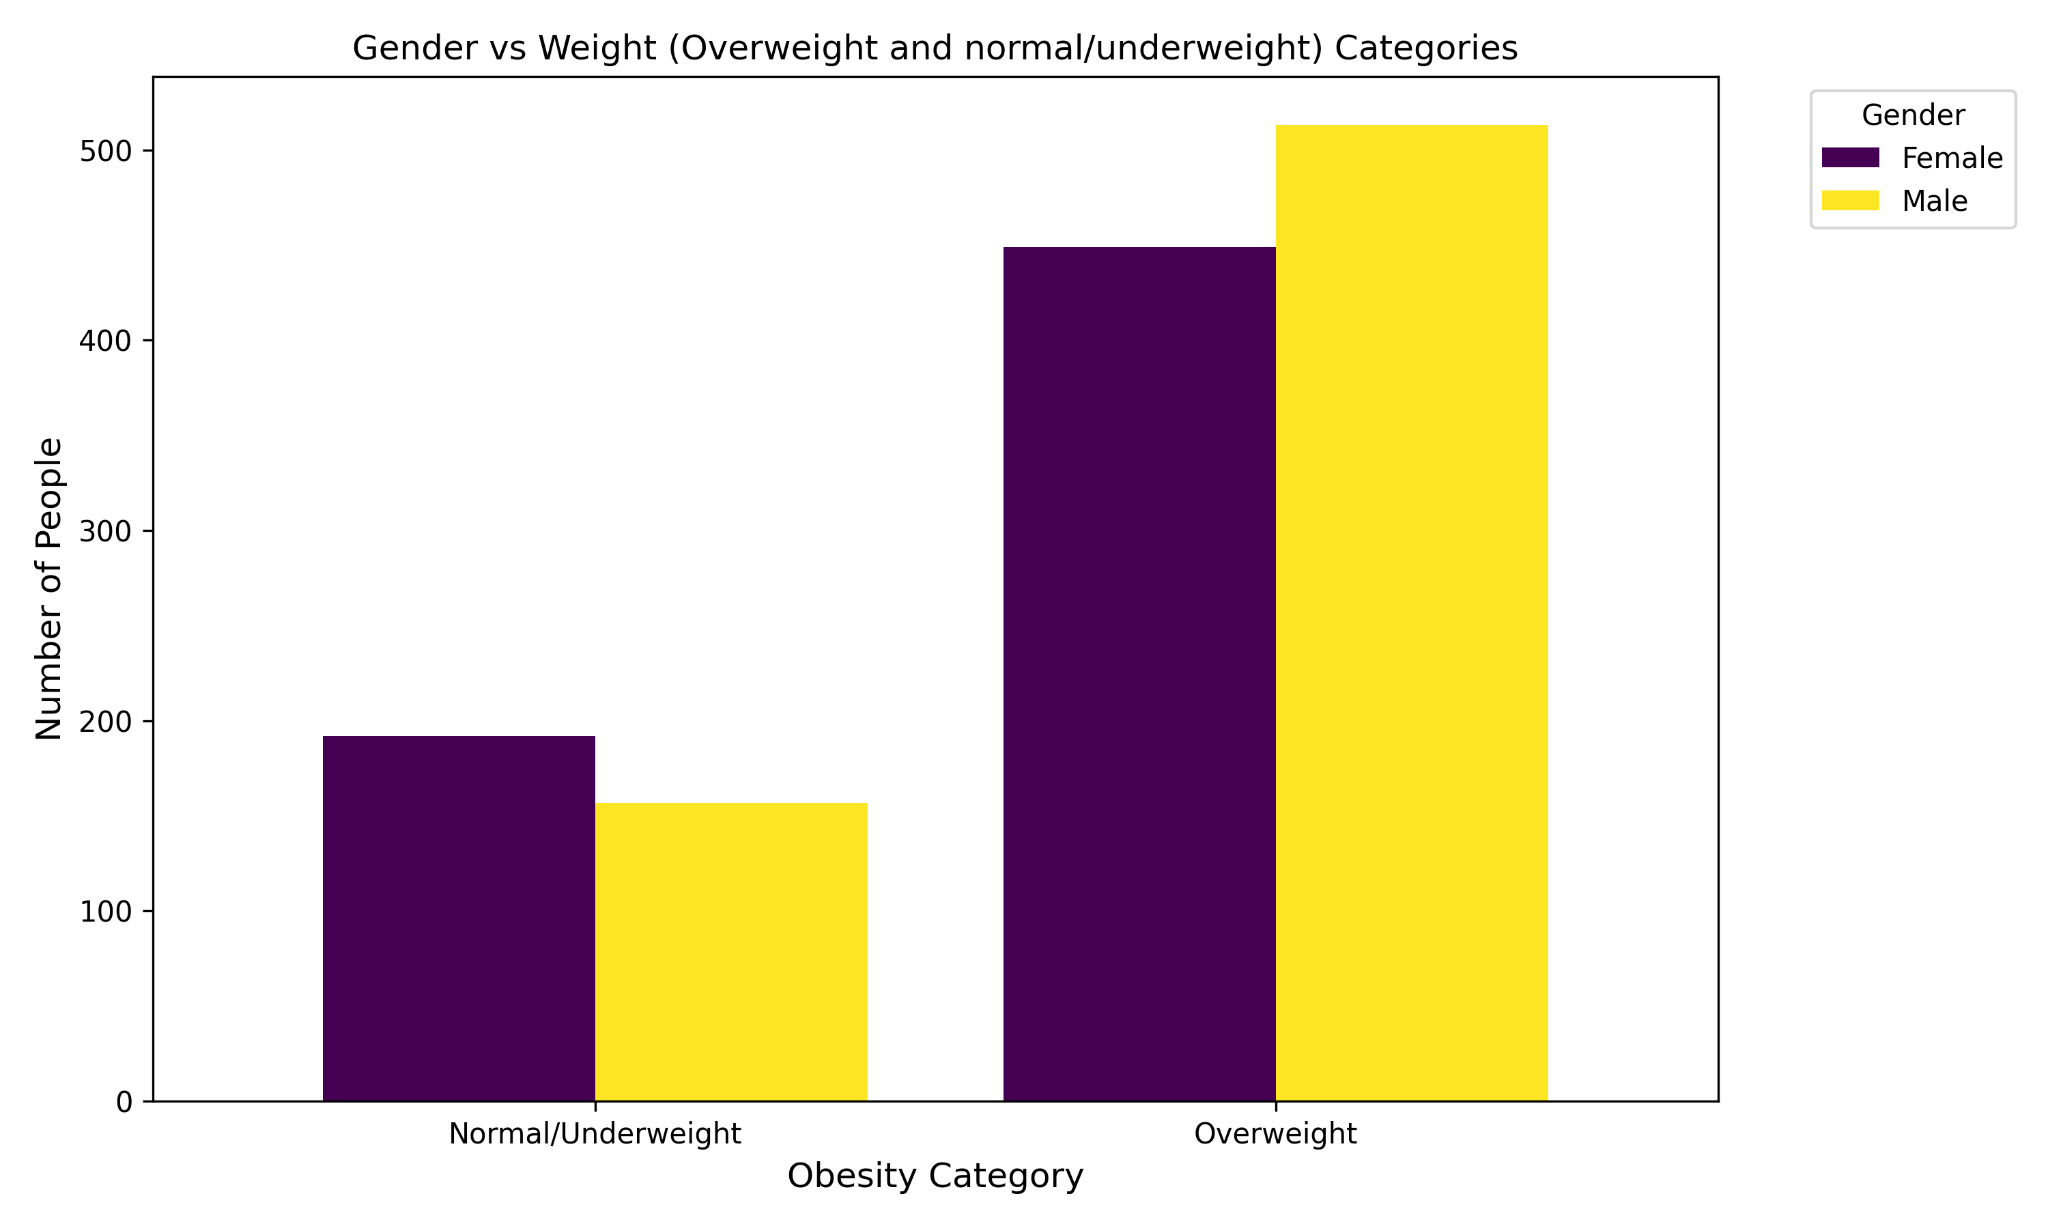 Gender vs Weight (Overweight and normal/underweight) Categories
Gender
Female
Male
Number of People
500
400
300
200
100
0
Normal/Underweight
Overweight
Obesity Category